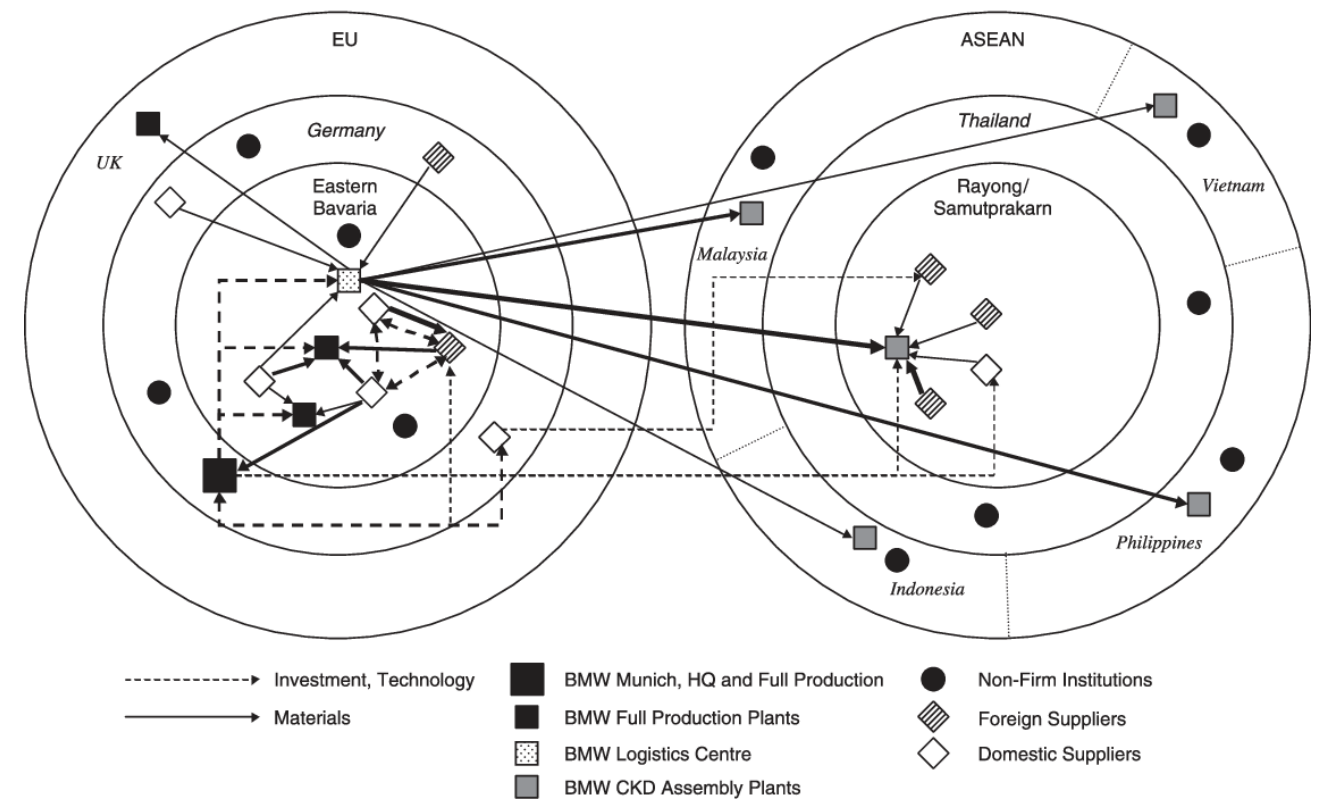 EU
ASEAN
Germany
Thailand
UK
Eastern
Bavaria
Rayong/
Samutprakarn
Vietnam
Malaysia
Philippines
Indonesia
Investment, Technology
Materials
BMW Munich, HQ and Full Production
BMW Full Production Plants
BMW Logistics Centre
BMW CKD Assembly Plants
Non-Firm Institutions
Foreign Suppliers
Domestic Suppliers